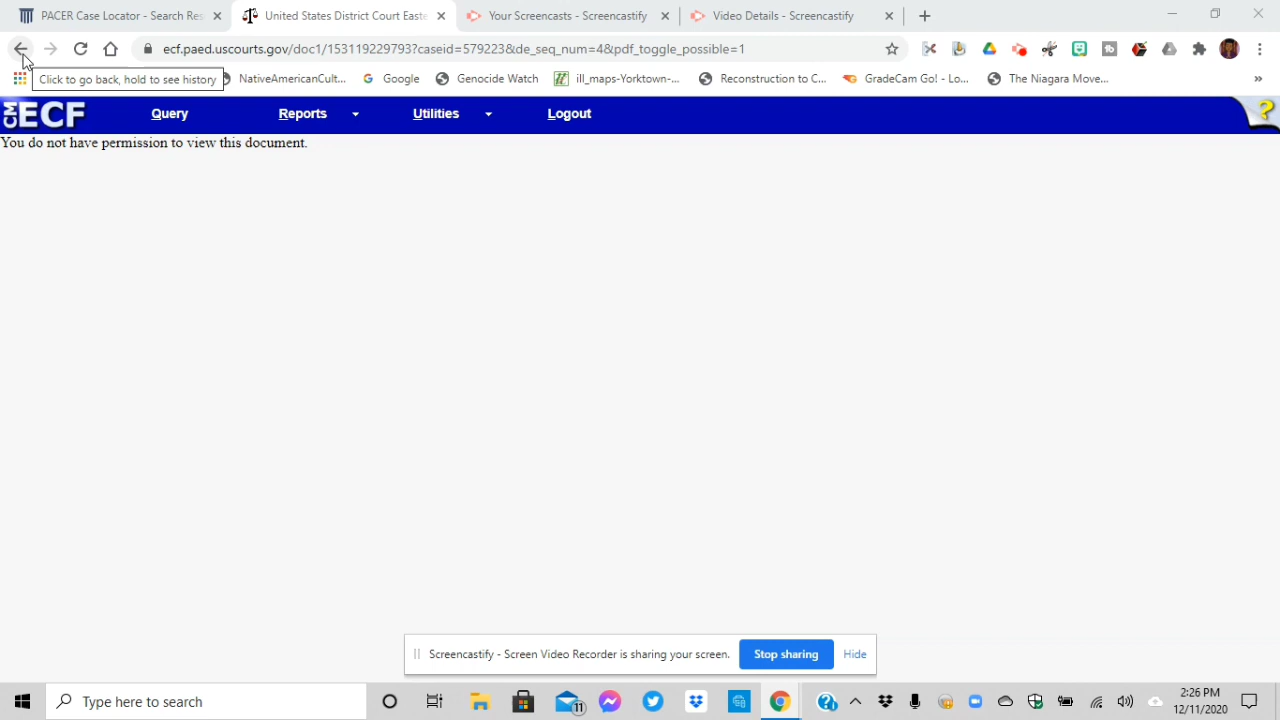 PACER Case Locator - Search Res
United States District Court Easte
Your Screencasts - Screencastify
Video Details - Screencastify
ecf.paed.uscourts.gov/doc1/153119229793?caseid=579223&de_seq_num=4&pdf_toggle_possible=1
Click to go back, hold to see history
NativeAmericanCult...
Google
Genocide Watch
ill_maps-Yorktown-...
Reconstruction to C...
GradeCam Go! - Lo...
The Niagara Move...
CM ECF
Query
Reports
Utilities
Logout
?
You do not have permission to view this document.
Screencastify - Screen Video Recorder is sharing your screen.
Stop sharing
Hide
Type here to search
11
2:26 PM
12/11/2020